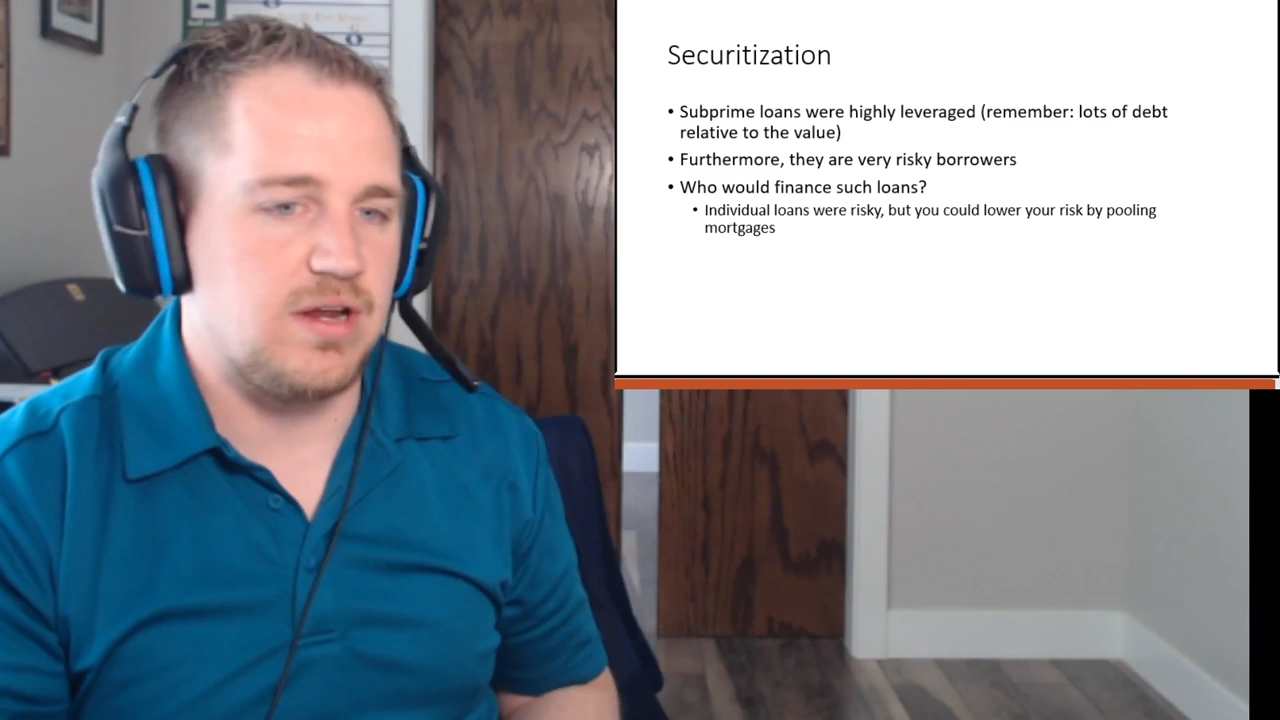 Securitization
• Subprime loans were highly leveraged (remember: lots of debt
relative to the value)
• Furthermore, they are very risky borrowers
• Who would finance such loans?
• Individual loans were risky, but you could lower your risk by pooling
mortgages